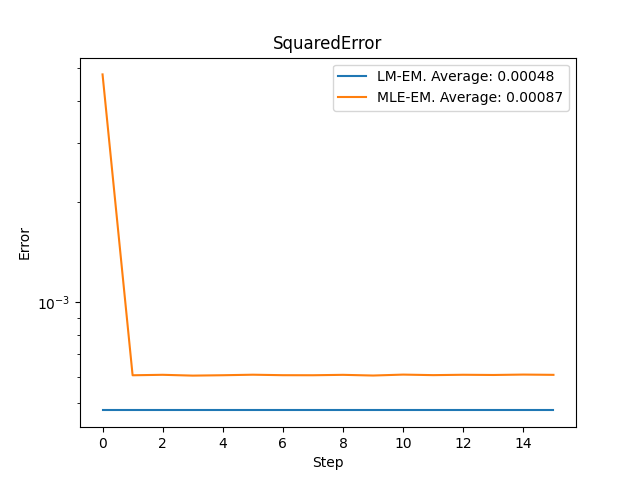 SquaredError
LM-EM. Average: 0.00048
MLE-EM. Average: 0.00087
Error
10⁻³
0 2 4 6 8 10 12 14
Step